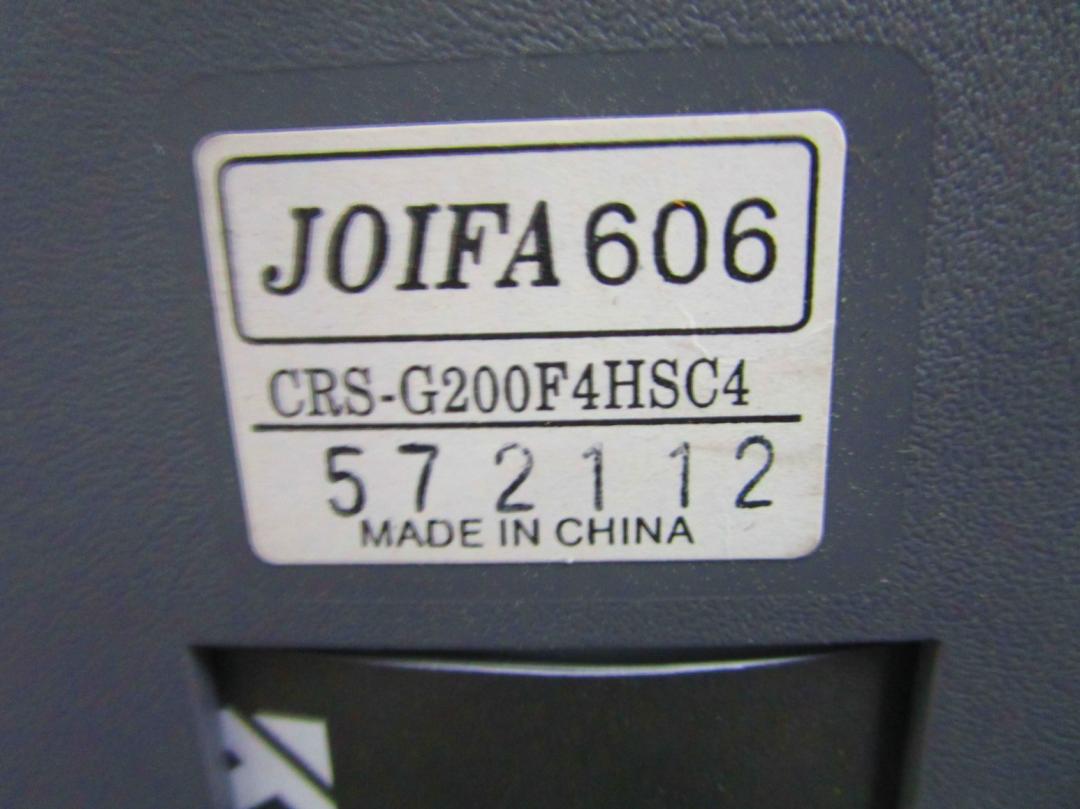 JOIFA 606
CRS-G200F4HSC4
572112
MADE IN CHINA